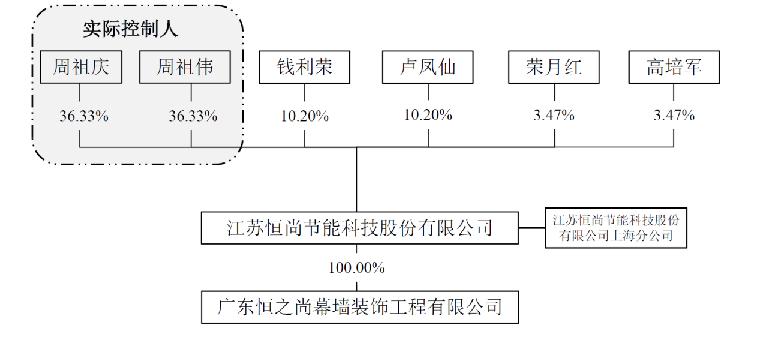 实际控制人
周祖庆 周祖伟 钱利荣 卢凤仙 荣月红 高培军
36.33% 36.33% 10.20% 10.20% 3.47% 3.47%
江苏恒尚节能科技股份有限公司
江苏恒尚节能科技股份
有限公司上海分公司
100.00%
广东恒之尚幕墙装饰工程有限公司